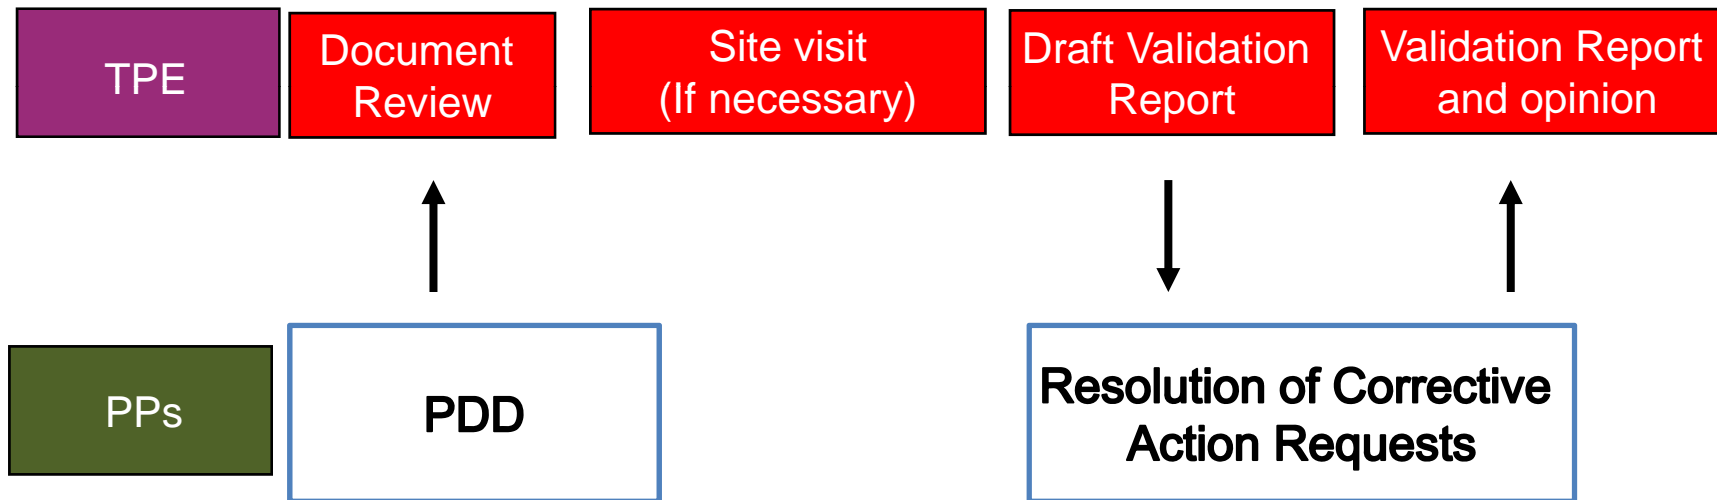 TPE
Document
Review
Site visit
(If necessary)
Draft Validation
Report
Validation Report
and opinion
PPs
PDD
Resolution of Corrective
Action Requests